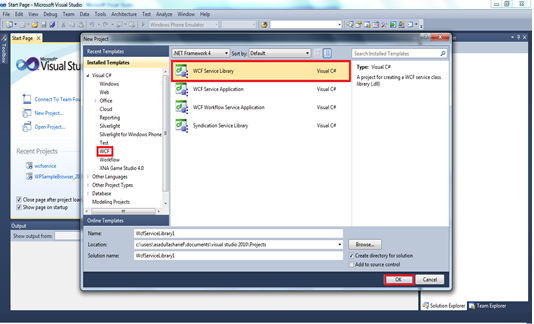 Start Page - Microsoft Visual Studio
File Edit View Debug Team Data Tools Architecture Test Analyze Window Help
Windows Phone Emulator
Start Page
Toolbox
Microsoft
Visual Stu
Connect To Team Fou
New Project...
Open Project...
Recent Projects
wcfservice
Close page after project load
Show page on startup
Output
Show output from:
New Project
Recent Templates
.NET Framework 4
Sort by:
Default
Search Installed Templates
Installed Templates
Visual C#
Windows
Web
Office
Cloud
Reporting
Silverlight
Silverlight for Windows Phone
Test
WCF
Workflow
XNA Game Studio 4.0
Other Languages
Other Project Types
Database
Modeling Projects
Online Templates
WCF Service Library Visual C#
WCF Service Application Visual C#
WCF Workflow Service Application Visual C#
Syndication Service Library Visual C#
Type: Visual C#
A project for creating a WCF service class
library (.dll)
Name: WcfServiceLibrary1
Location: c:\users\asadullasharief\documents\visual studio 2010\Projects
Browse...
Solution name: WcfServiceLibrary1
Create directory for solution
Add to source control
OK
Cancel
Solution Explorer
Team Explorer